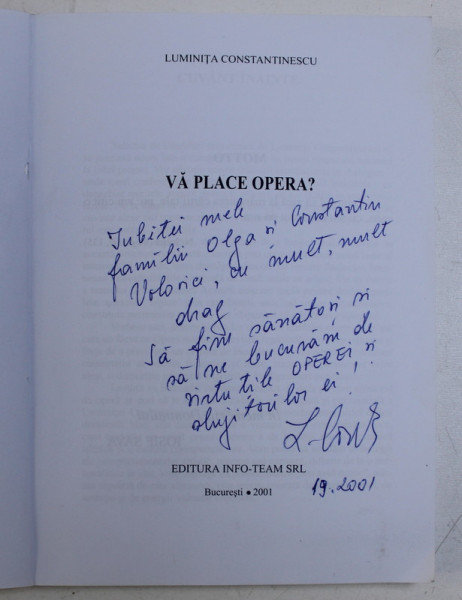 LUMINIȚA CONSTANTINESCU
VĂ PLACE OPERA?
Iubitei mele
familii Olga și Constantin
Volovici, cu mult, mult
drag
Să fim sănătoși și
să ne bucurăm de
virtuțile OPEREI și
slujitorilor ei!
EDITURA INFO-TEAM SRL
București • 2001
19.2001